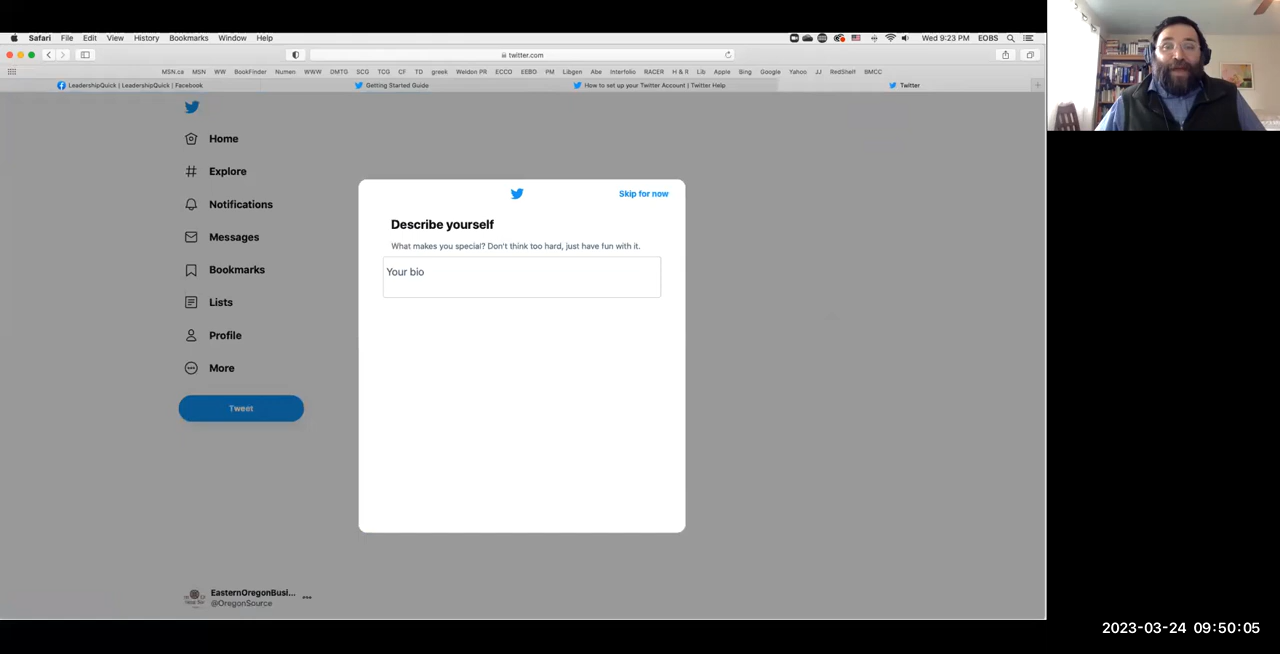 Safari File Edit View History Bookmarks Window Help
Wed 9:23 PM EOBS
twitter.com
MSN.ca MSN WW BookFinder Numen WWW DMTG SCG TCG CF TD greek Weldon PR ECCO EEBO PM Libgen Abe Interfolio RACER H & R Lib Apple Bing Google Yahoo JJ RedShelf BMCC
LeadershipQuick | LeadershipQuick | Facebook
Getting Started Guide
How to set up your Twitter Account | Twitter Help
Twitter
Home
Explore
Notifications
Messages
Bookmarks
Lists
Profile
More
Tweet
Skip for now
Describe yourself
What makes you special? Don't think too hard, just have fun with it.
Your bio
EasternOregonBusi...
@OregonSource
2023-03-24 09:50:05